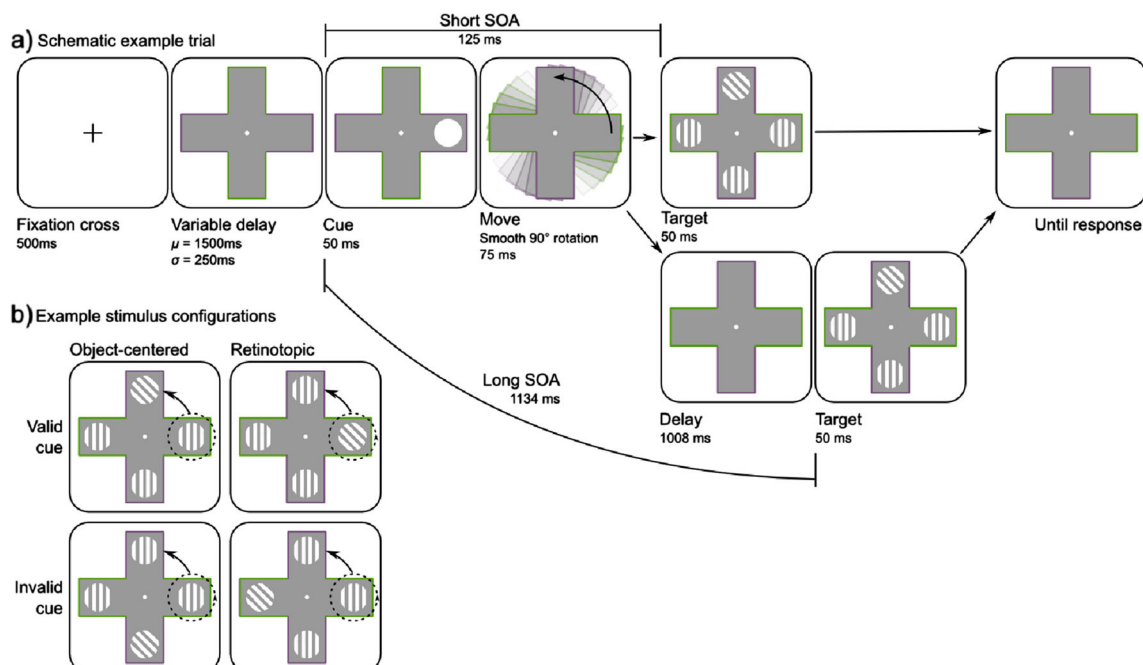 Short SOA
125 ms
a) Schematic example trial
Fixation cross
500ms
Variable delay
μ = 1500ms
σ = 250ms
Cue
50 ms
Move
Smooth 90° rotation
75 ms
Target
50 ms
Until response
b) Example stimulus configurations
Object-centered
Retinotopic
Valid
cue
Invalid
cue
Long SOA
1134 ms
Delay
1008 ms
Target
50 ms